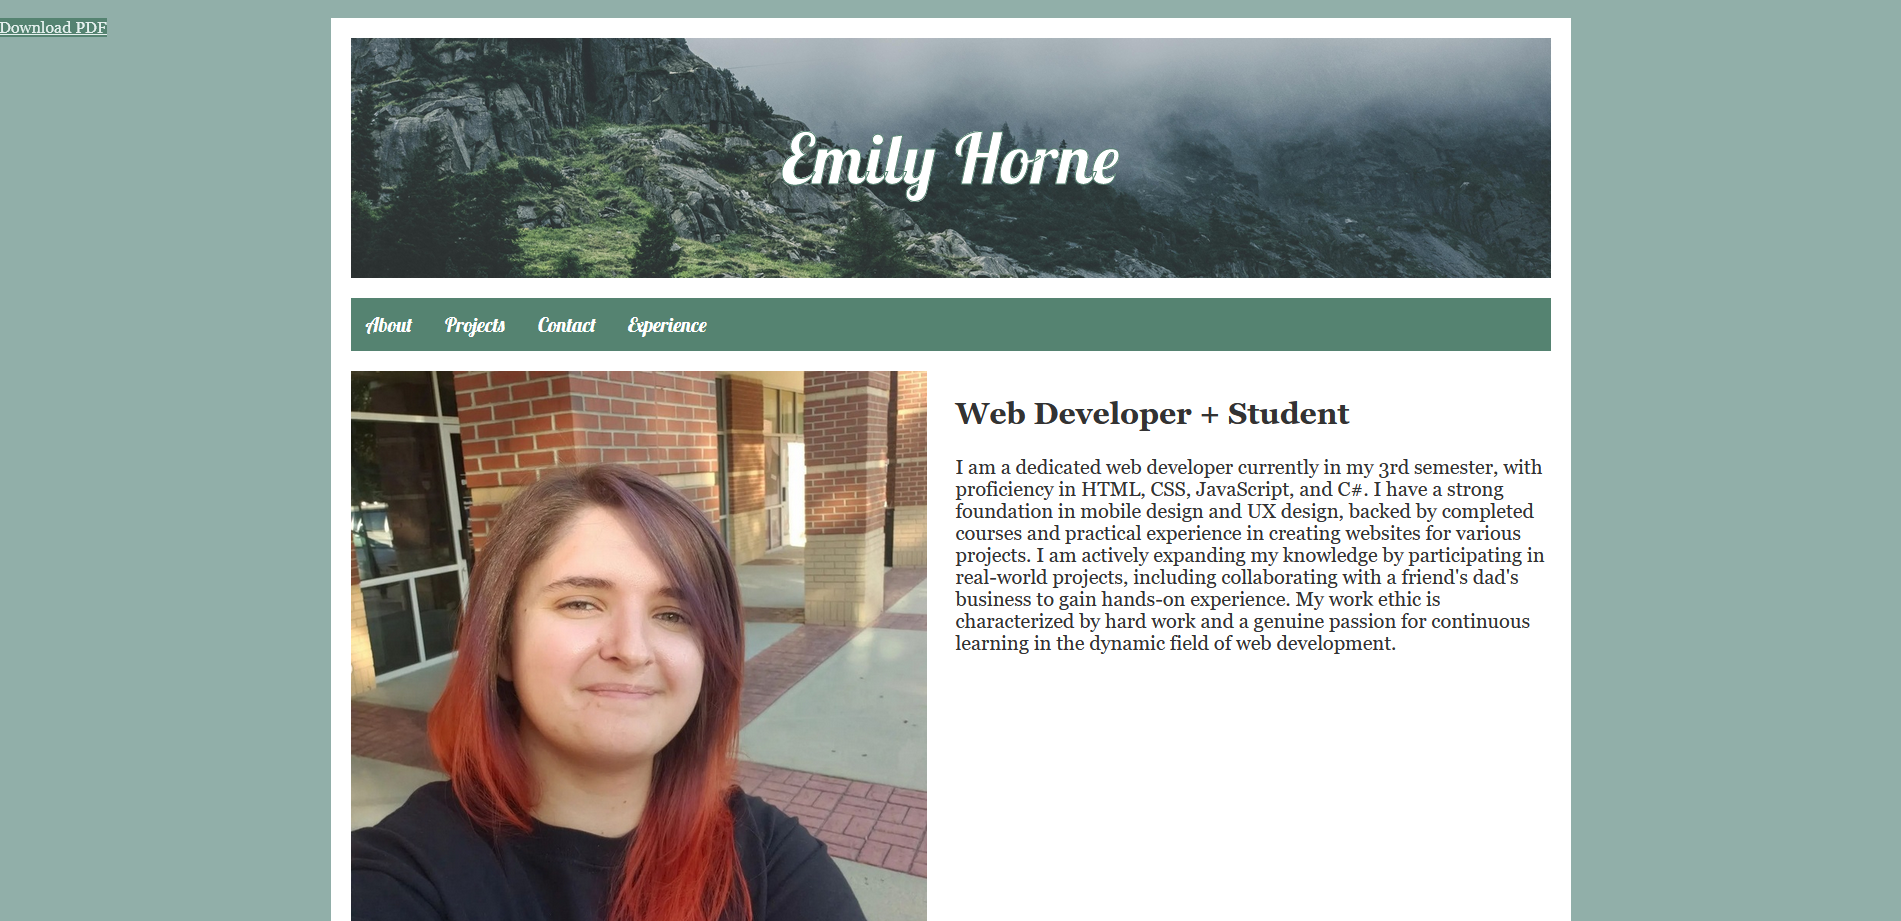 Download PDF
Emily Horne
About Projects Contact Experience
Web Developer + Student
I am a dedicated web developer currently in my 3rd semester, with
proficiency in HTML, CSS, JavaScript, and C#. I have a strong
foundation in mobile design and UX design, backed by completed
courses and practical experience in creating websites for various
projects. I am actively expanding my knowledge by participating in
real-world projects, including collaborating with a friend's dad's
business to gain hands-on experience. My work ethic is
characterized by hard work and a genuine passion for continuous
learning in the dynamic field of web development.